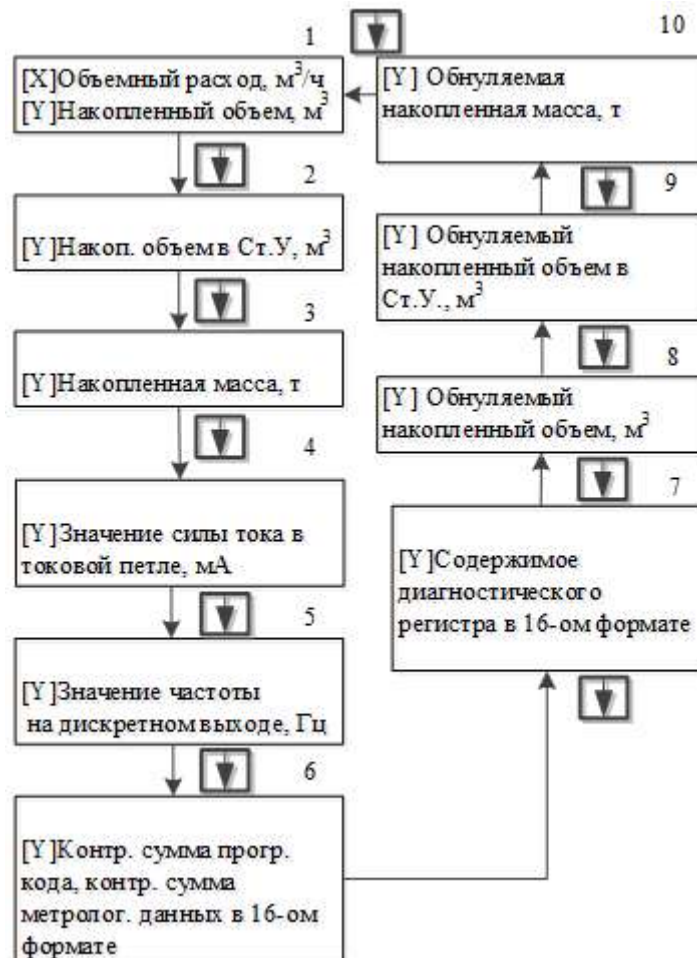 1
[X]Объемный расход, м³/ч
[Y]Накопленный объем, м³
2
[Y]Накоп. объем в Ст.У, м³
3
[Y]Накопленная масса, т
4
[Y]Значение силы тока в
токовой петле, мА
5
[Y]Значение частоты
на дискретном выходе, Гц
6
[Y]Контр. сумма прогр.
кода, контр. сумма
метролог. данных в 16-ом
формате
7
[Y]Содержимое
диагностического
регистра в 16-ом формате
8
[Y] Обнуляемый
накопленный объем, м³
9
[Y] Обнуляемый
накопленный объем в
Ст.У., м³
10
[Y] Обнуляемая
накопленная масса, т